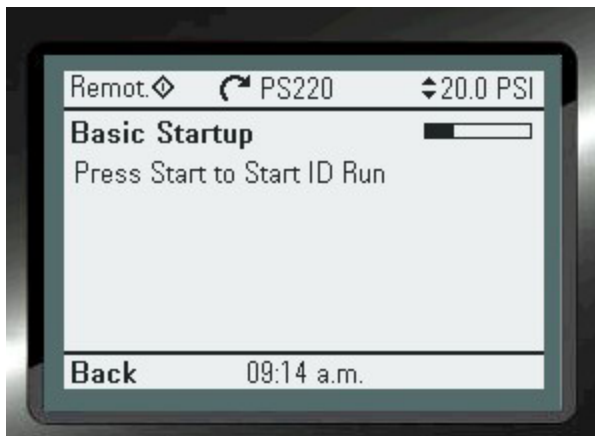 Remot. PS220 20.0 PSI
Basic Startup
Press Start to Start ID Run
Back 09:14 a.m.